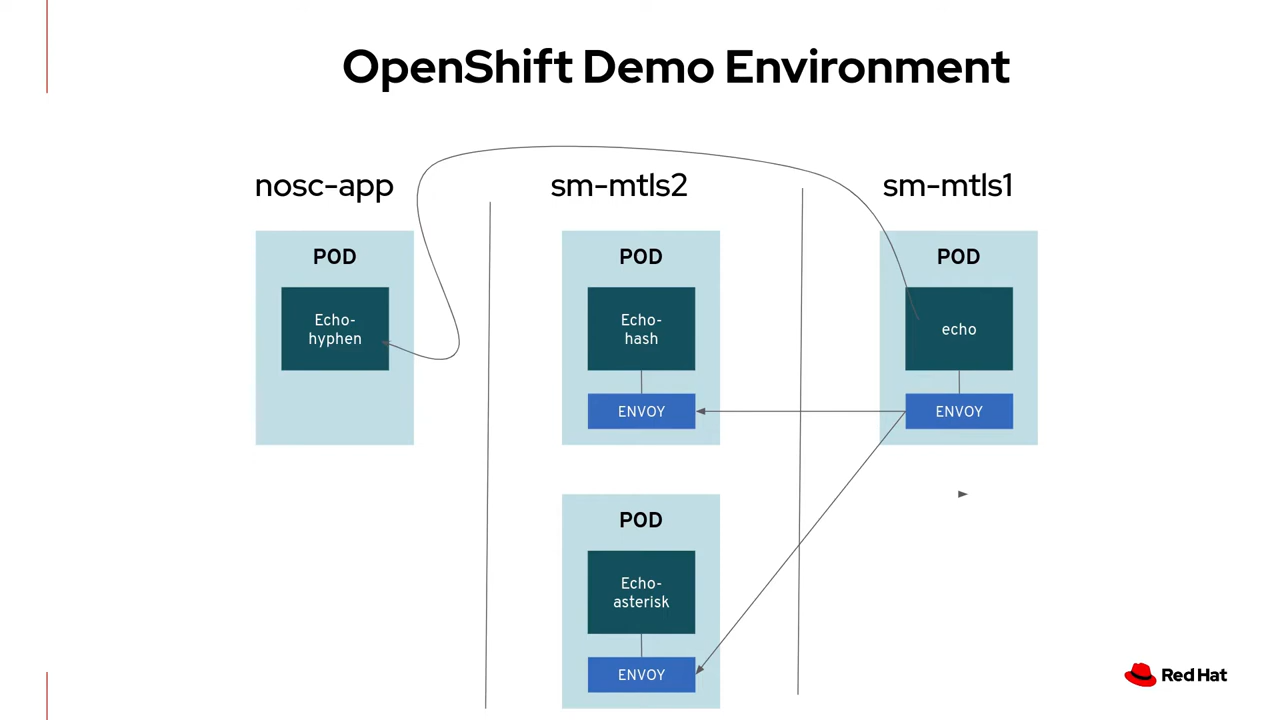 OpenShift Demo Environment
nosc-app
sm-mtls2
sm-mtls1
POD
Echo-
hyphen
POD
Echo-
hash
ENVOY
POD
echo
ENVOY
POD
Echo-
asterisk
ENVOY
Red Hat